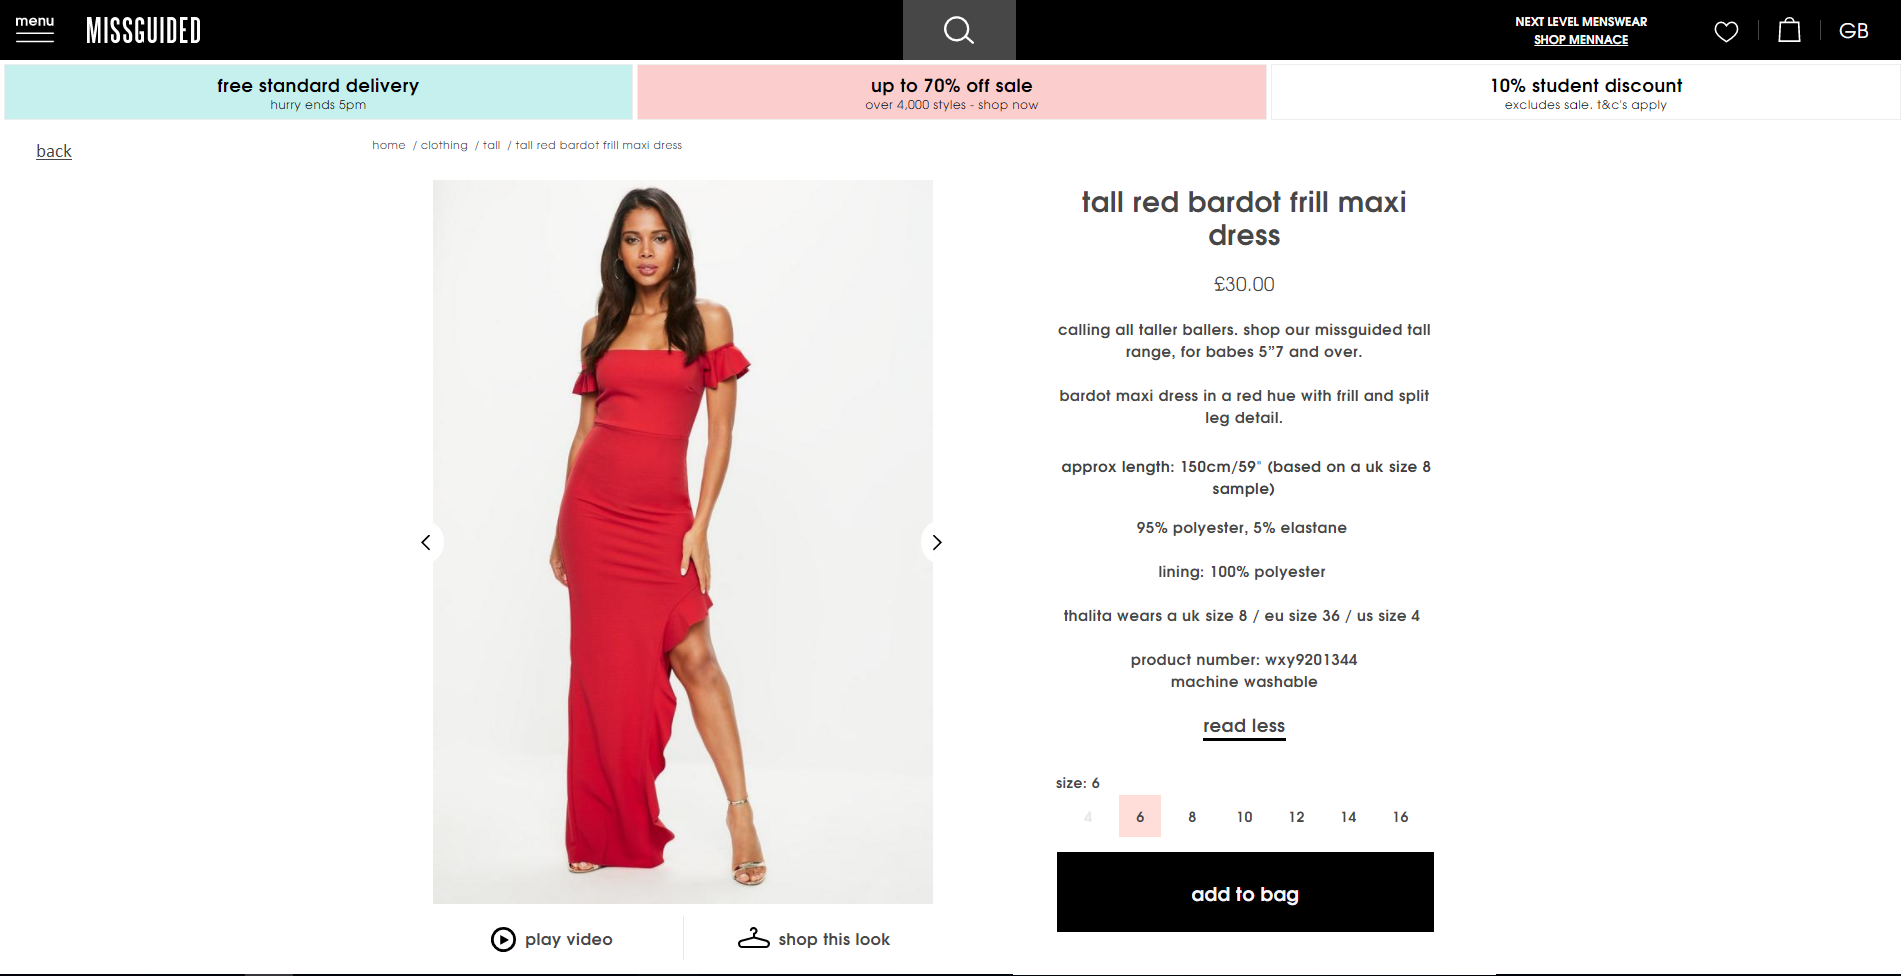 menu
MISSGUIDED
NEXT LEVEL MENSWEAR
SHOP MENNACE
GB
free standard delivery
hurry ends 5pm
up to 70% off sale
over 4,000 styles - shop now
10% student discount
excludes sale. t&c's apply
back
home / clothing / tall / tall red bardot frill maxi dress
tall red bardot frill maxi
dress
£30.00
calling all taller ballers. shop our missguided tall
range, for babes 5”7 and over.
bardot maxi dress in a red hue with frill and split
leg detail.
approx length: 150cm/59" (based on a uk size 8
sample)
95% polyester, 5% elastane
lining: 100% polyester
thalita wears a uk size 8 / eu size 36 / us size 4
product number: wxy9201344
machine washable
read less
size: 6
4 6 8 10 12 14 16
add to bag
play video
shop this look